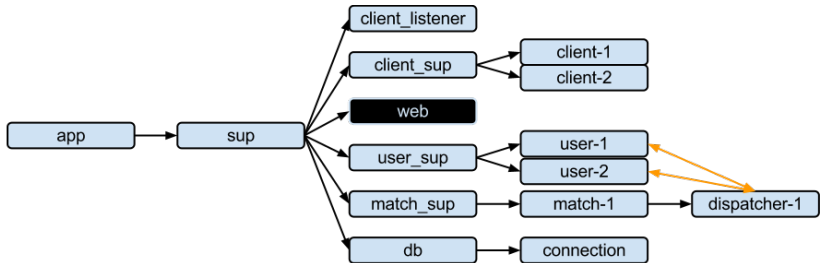 client_listener
client-1
client_sup
client-2
web
app
sup
user-1
user_sup
user-2
match_sup
match-1
dispatcher-1
db
connection